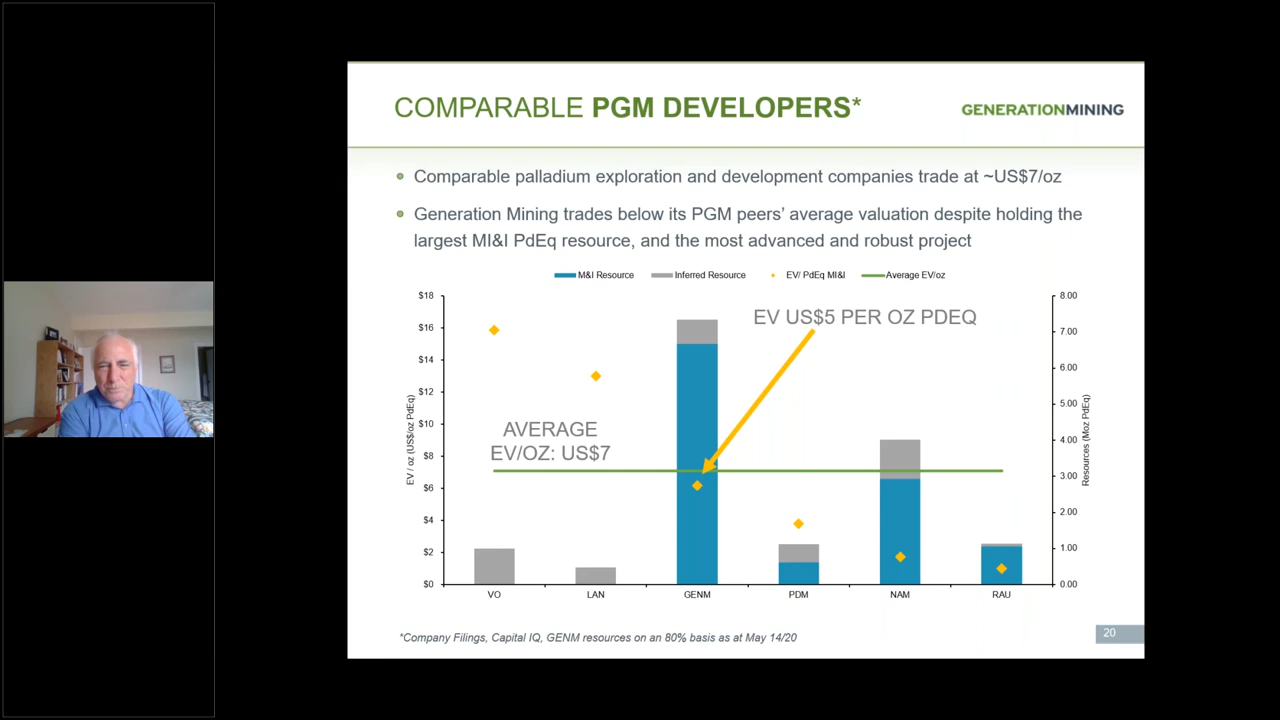 COMPARABLE PGM DEVELOPERS*
GENERATIONMINING
Comparable palladium exploration and development companies trade at ~US$7/oz
Generation Mining trades below its PGM peers' average valuation despite holding the
largest MI&I PdEq resource, and the most advanced and robust project
M&I Resource
Inferred Resource
EV/ PdEq MI&I
Average EV/oz
EV US$5 PER OZ PDEQ
AVERAGE
EV/OZ: US$7
EV / oz (US$/oz PdEq)
$18
$16
$14
$12
$10
$8
$6
$4
$2
$0
8.00
7.00
6.00
5.00
4.00
3.00
2.00
1.00
0.00
Resources (Moz PdEq)
VO
LAN
GENM
PDM
NAM
RAU
*Company Filings, Capital IQ, GENM resources on an 80% basis as at May 14/20
20